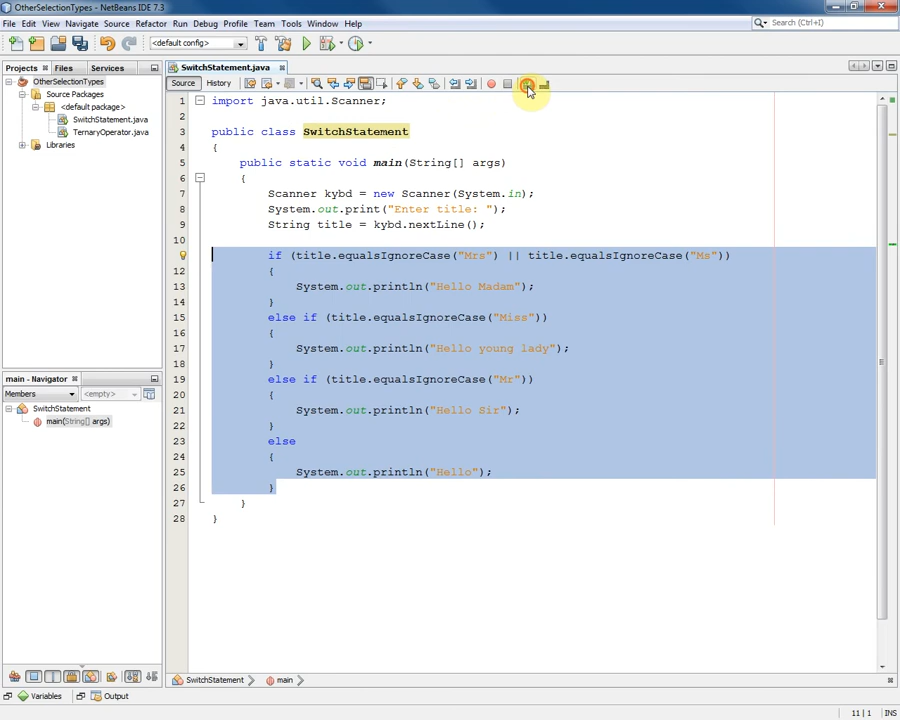 OtherSelectionTypes - NetBeans IDE 7.3
File Edit View Navigate Source Refactor Run Debug Profile Team Tools Window Help
Search (Ctrl+I)
<default config>
Projects Files Services
SwitchStatement.java
OtherSelectionTypes
Source Packages
<default package>
SwitchStatement.java
TernaryOperator.java
Libraries
Source History
1 import java.util.Scanner;
2
3 public class SwitchStatement
4 {
5 public static void main(String[] args)
6 {
7 Scanner kybd = new Scanner(System.in);
8 System.out.print("Enter title: ");
9 String title = kybd.nextLine();
10
if (title.equalsIgnoreCase("Mrs") || title.equalsIgnoreCase("Ms"))
12 {
13 System.out.println("Hello Madam");
14 }
15 else if (title.equalsIgnoreCase("Miss"))
16 {
17 System.out.println("Hello young lady");
18 }
19 else if (title.equalsIgnoreCase("Mr"))
20 {
21 System.out.println("Hello Sir");
22 }
23 else
24 {
25 System.out.println("Hello");
26 }
27 }
28 }
main - Navigator
Members <empty>
SwitchStatement
main(String[] args)
SwitchStatement main
Variables Output
11 | 1 INS